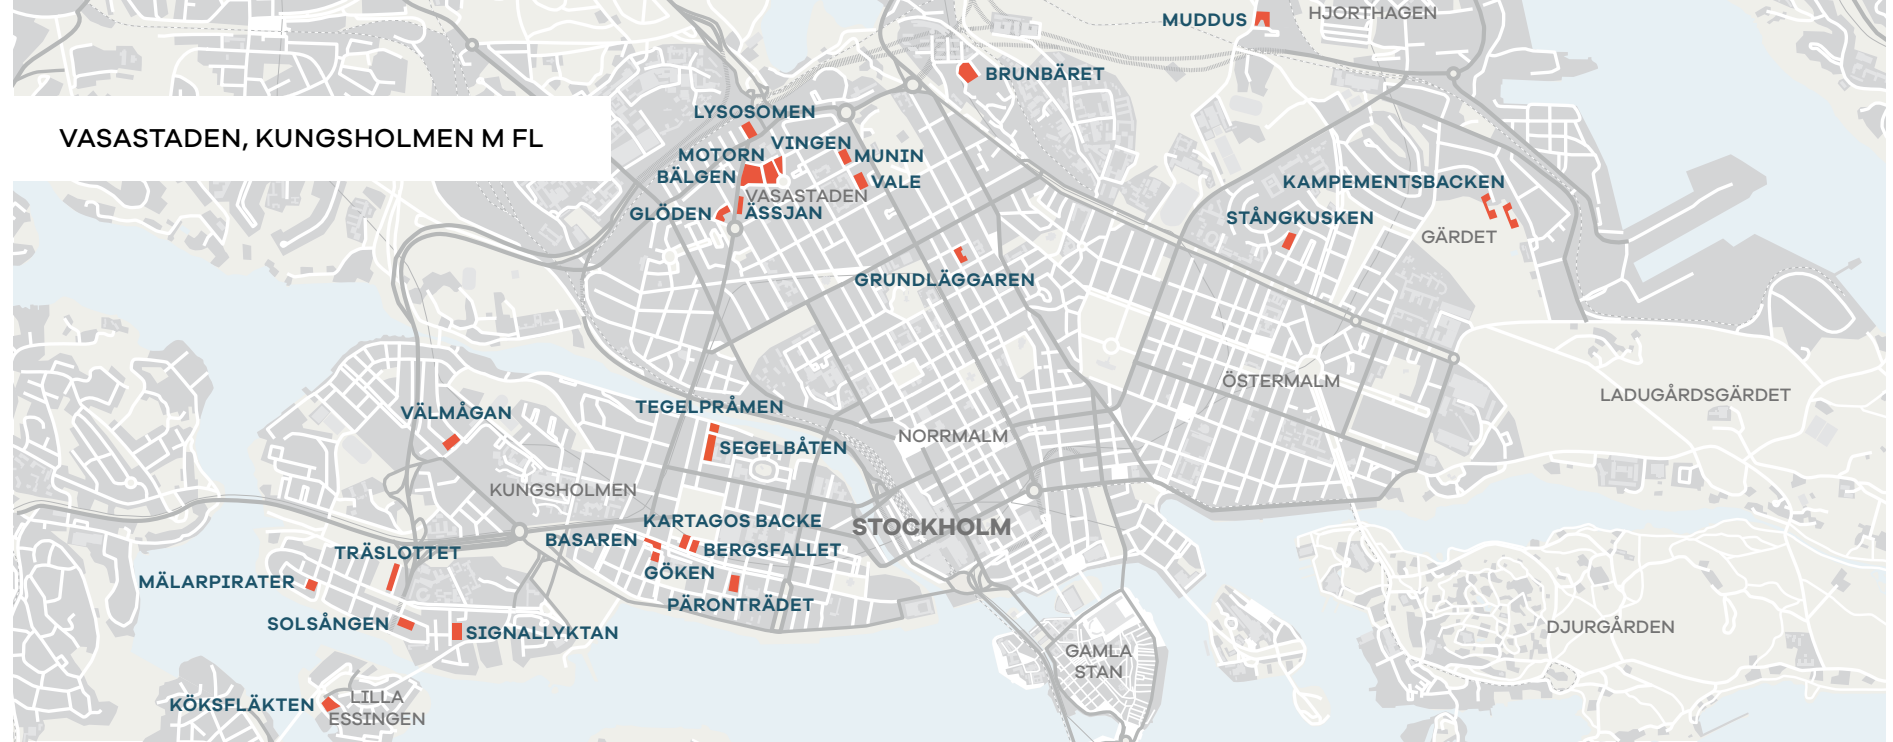 MUDDUS
HJORTHAGEN
BRUNBÄRET
LYSOSOMEN
VASASTADEN, KUNGSHOLMEN M FL
VINGEN
MOTORN
MUNIN
BÄLGEN
VALE
VASASTADEN
KAMPEMENTSBACKEN
GLÖDEN
ÄSSJAN
STÅNGKUSKEN
GÄRDET
GRUNDLÄGGAREN
ÖSTERMALM
LADUGÅRDSGÄRDET
VÄLMÅGAN
TEGELPRÅMEN
NORRMALM
SEGELBÅTEN
KUNGSHOLMEN
KARTAGOS BACKE
STOCKHOLM
BASAREN
BERGSFALLET
TRÄSLOTTET
GÖKEN
MÄLARPIRATER
PÄRONTRÄDET
SOLSÅNGEN
SIGNALLYKTAN
DJURGÅRDEN
GAMLA
STAN
KÖKSFLÄKTEN
LILLA
ESSINGEN